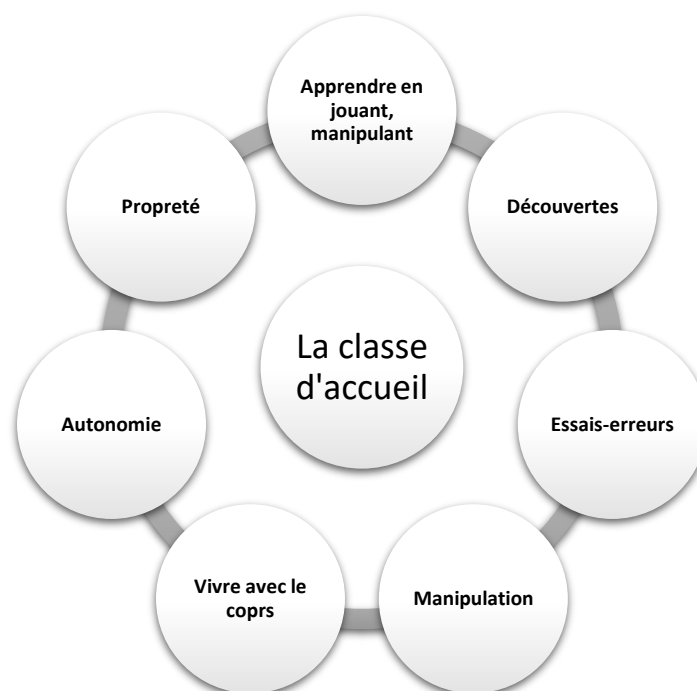 Apprendre en
jouant,
manipulant
Propreté
Découvertes
La classe
d'accueil
Autonomie
Essais-erreurs
Vivre avec le
coprs
Manipulation